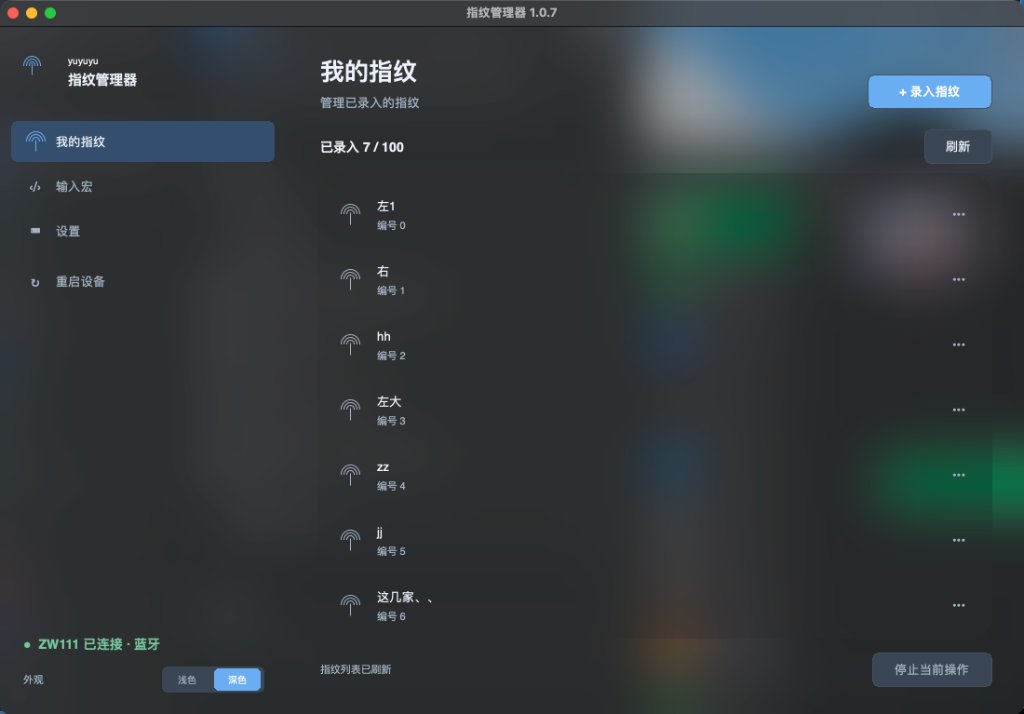 指纹管理器 1.0.7
yuyuyu
指纹管理器
我的指纹
输入宏
设置
重启设备
ZW111 已连接 · 蓝牙
外观
浅色
深色
我的指纹
管理已录入的指纹
+ 录入指纹
已录入 7 / 100
刷新
左1
编号 0
右
编号 1
hh
编号 2
左大
编号 3
zz
编号 4
jj
编号 5
这几家、、
编号 6
指纹列表已刷新
停止当前操作